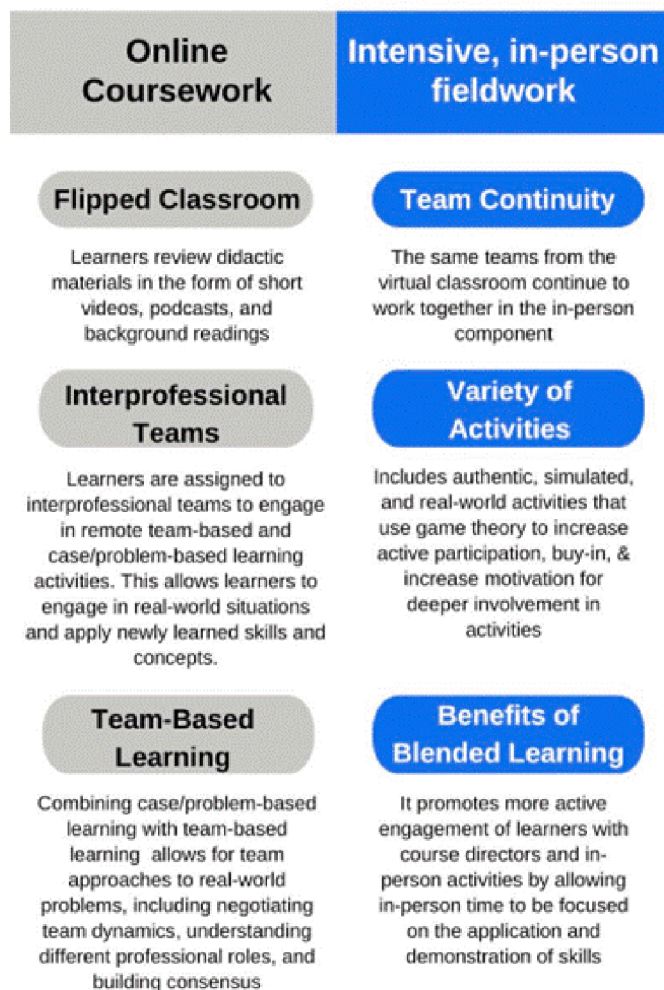 Online
Coursework
Intensive, in-person
fieldwork
Flipped Classroom
Learners review didactic
materials in the form of short
videos, podcasts, and
background readings
Team Continuity
The same teams from the
virtual classroom continue to
work together in the in-person
component
Interprofessional
Teams
Learners are assigned to
interprofessional teams to engage
in remote team-based and
case/problem-based learning
activities. This allows learners to
engage in real-world situations
and apply newly learned skills and
concepts.
Variety of
Activities
Includes authentic, simulated,
and real-world activities that
use game theory to increase
active participation, buy-in, &
increase motivation for
deeper involvement in
activities
Team-Based
Learning
Combining case/problem-based
learning with team-based
learning allows for team
approaches to real-world
problems, including negotiating
team dynamics, understanding
different professional roles, and
building consensus
Benefits of
Blended Learning
It promotes more active
engagement of learners with
course directors and in-
person activities by allowing
in-person time to be focused
on the application and
demonstration of skills